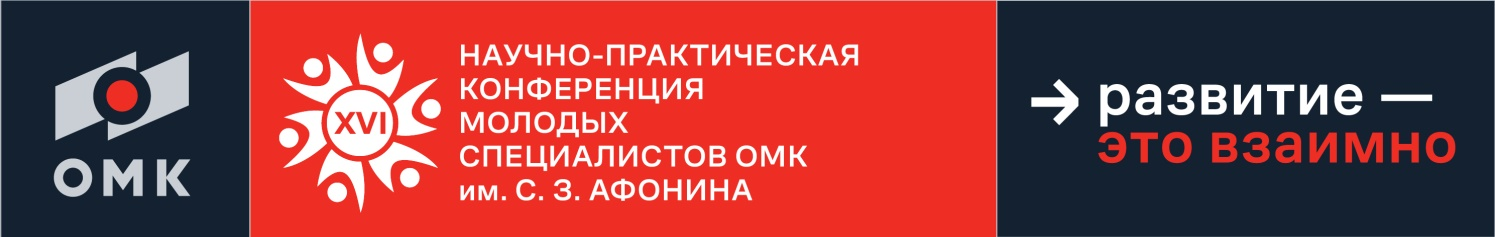 ОМК
XVI
НАУЧНО-ПРАКТИЧЕСКАЯ
КОНФЕРЕНЦИЯ
МОЛОДЫХ
СПЕЦИАЛИСТОВ ОМК
им. С. З. АФОНИНА
→ развитие —
это взаимно